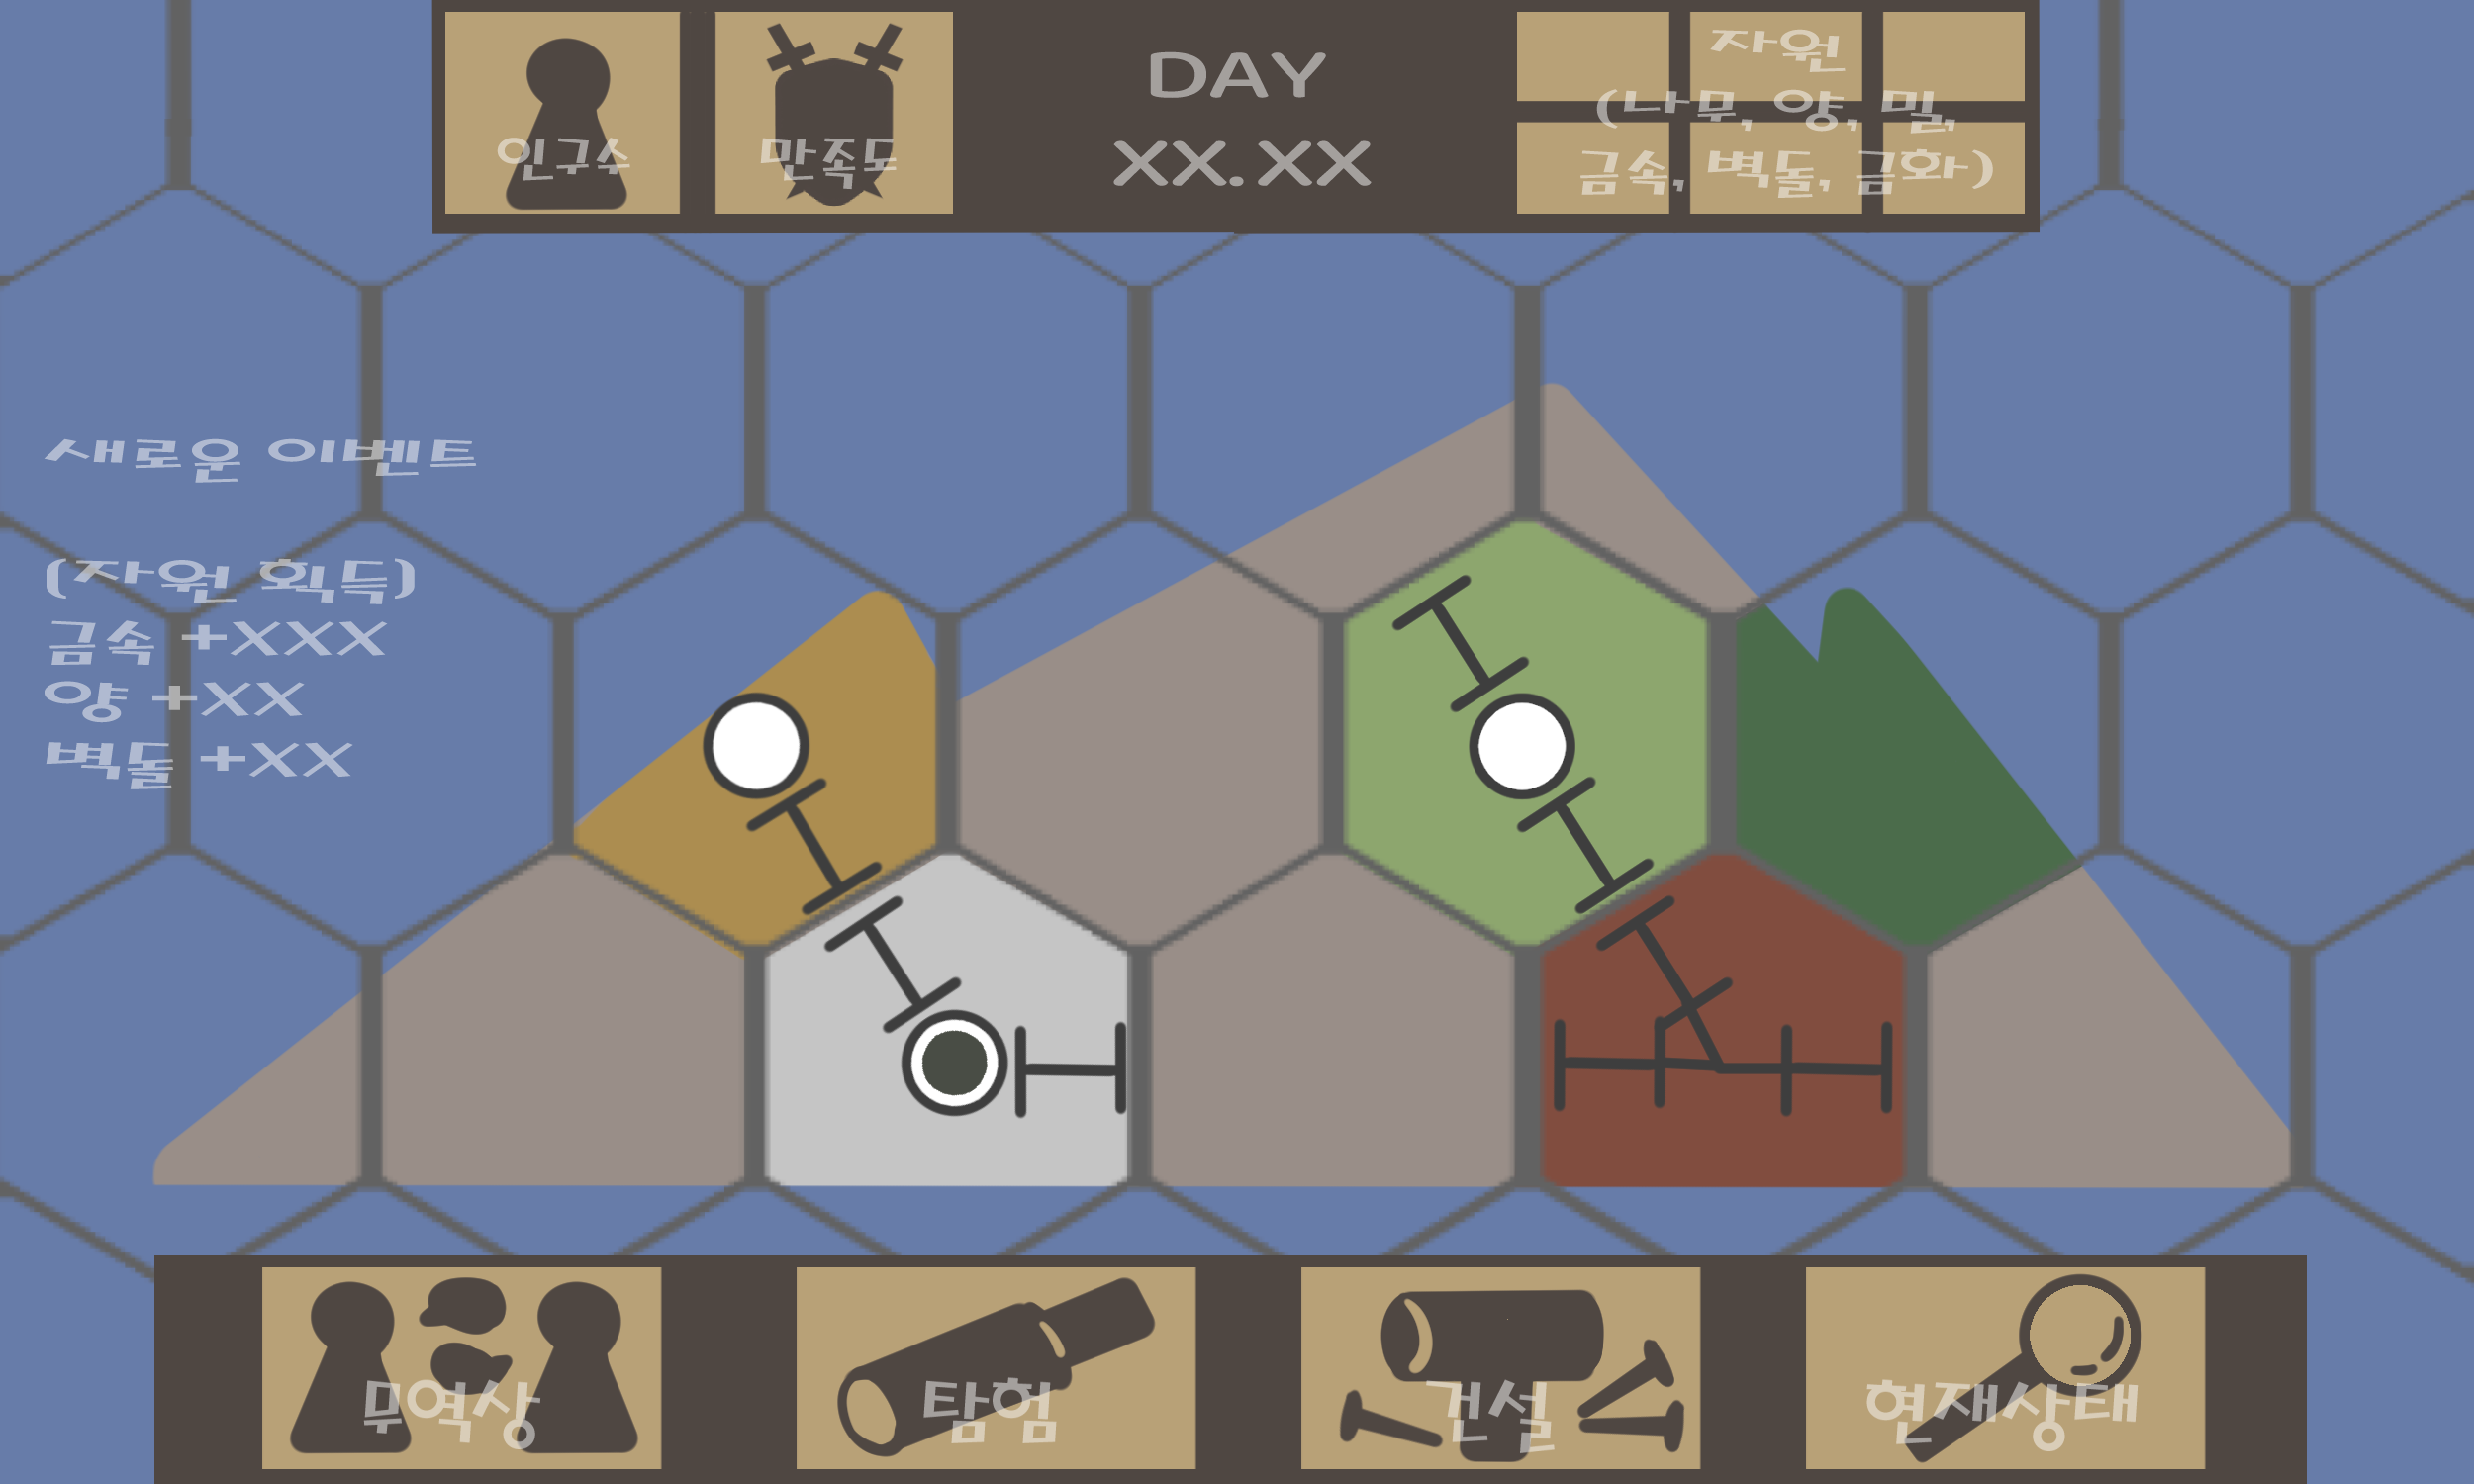 인구수
만족도
DAY
XX.XX
자원
(나무, 양, 밀,
금속, 벽돌, 금화)
새로운 이벤트
(자원 획득)
금속 +XXX
양 +XX
벽돌 +XX
무역상
탐험
건설
현재상태